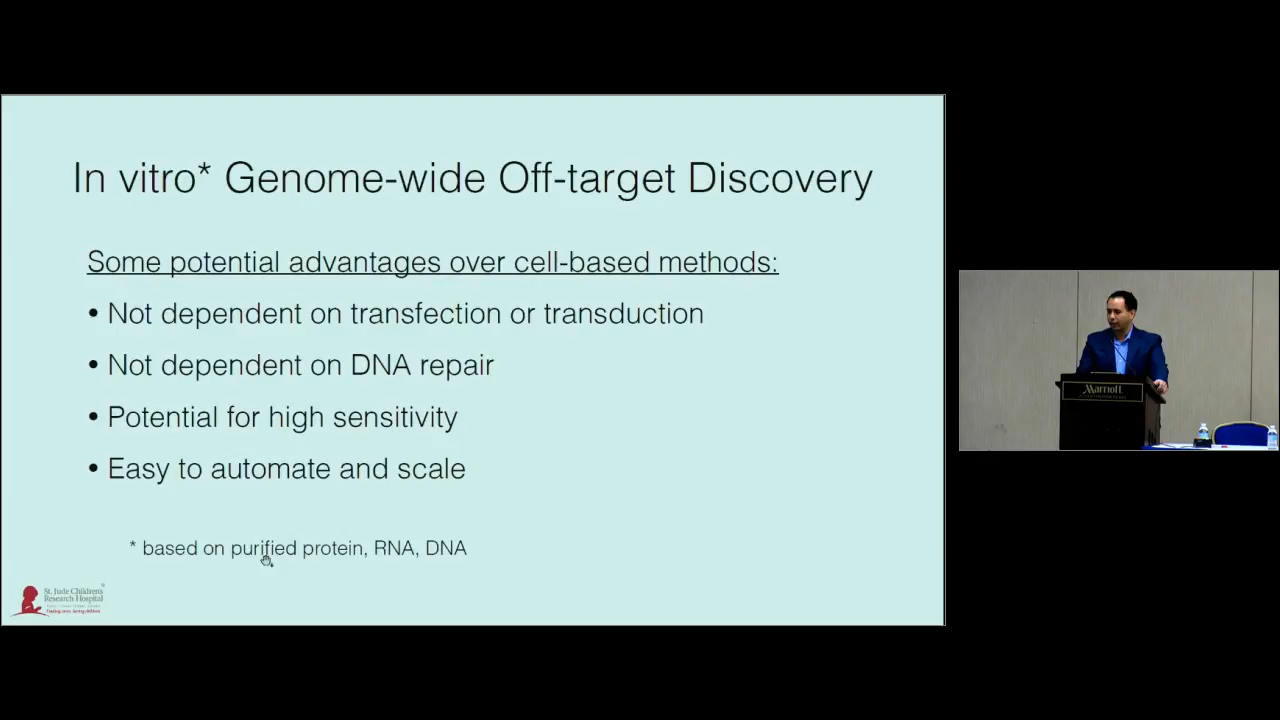 In vitro* Genome-wide Off-target Discovery
Some potential advantages over cell-based methods:
• Not dependent on transfection or transduction
• Not dependent on DNA repair
• Potential for high sensitivity
• Easy to automate and scale
* based on purified protein, RNA, DNA
St. Jude Children's
Research Hospital
Finding cures. Saving children.
Marriott